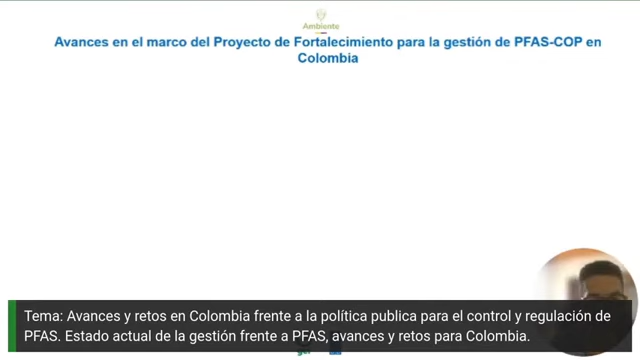 Ambiente
Avances en el marco del Proyecto de Fortalecimiento para la gestión de PFAS-COP en
Colombia
Tema: Avances y retos en Colombia frente a la política publica para el control y regulación de
PFAS. Estado actual de la gestión frente a PFAS, avances y retos para Colombia.